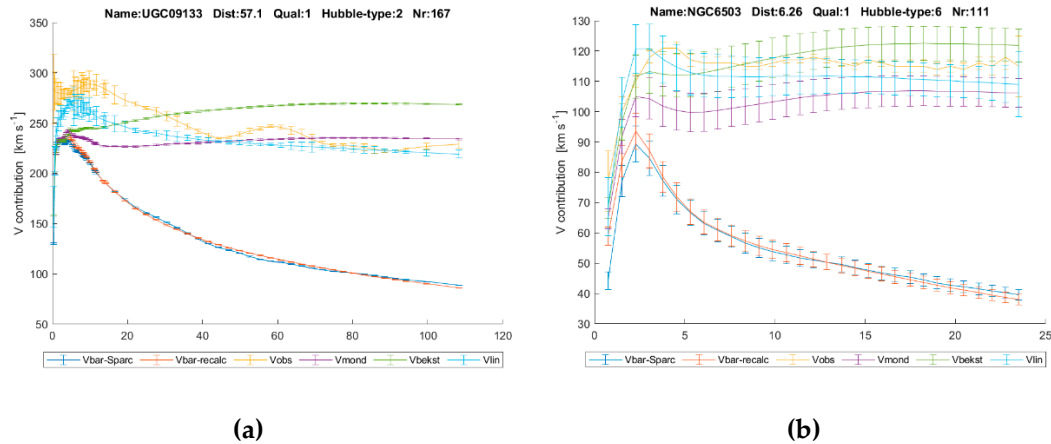 Name:UGC09133 Dist:57.1 Qual:1 Hubble-type:2 Nr:167
V contribution [km s⁻¹]
350
300
250
200
150
100
50
0 20 40 60 80 100 120
Vbar-Sparc Vbar-recalc Vobs Vmond Vbekst Vlin
(a)
Name:NGC6503 Dist:6.26 Qual:1 Hubble-type:6 Nr:111
V contribution [km s⁻¹]
130
120
110
100
90
80
70
60
50
40
30
0 5 10 15 20 25
Vbar-Sparc Vbar-recalc Vobs Vmond Vbekst Vlin
(b)